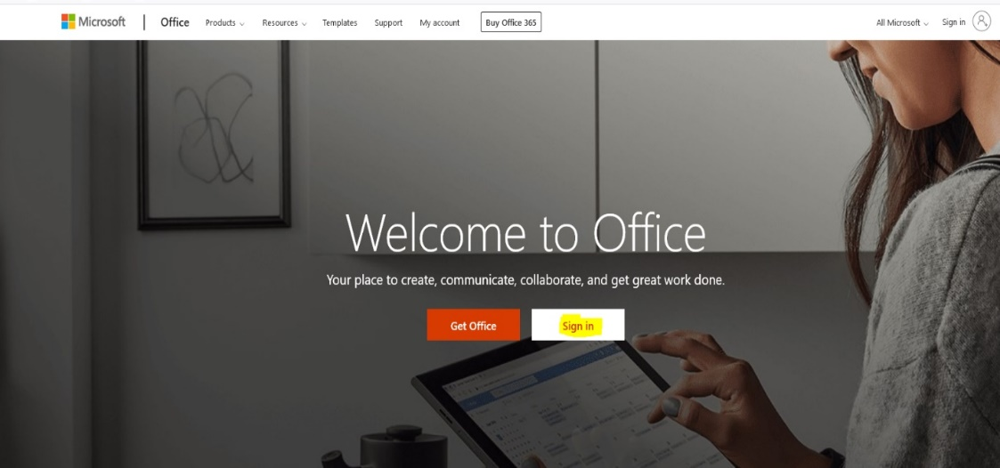 Microsoft Office Products Resources Templates Support My account Buy Office 365 All Microsoft Sign in
Welcome to Office
Your place to create, communicate, collaborate, and get great work done.
Get Office Sign in